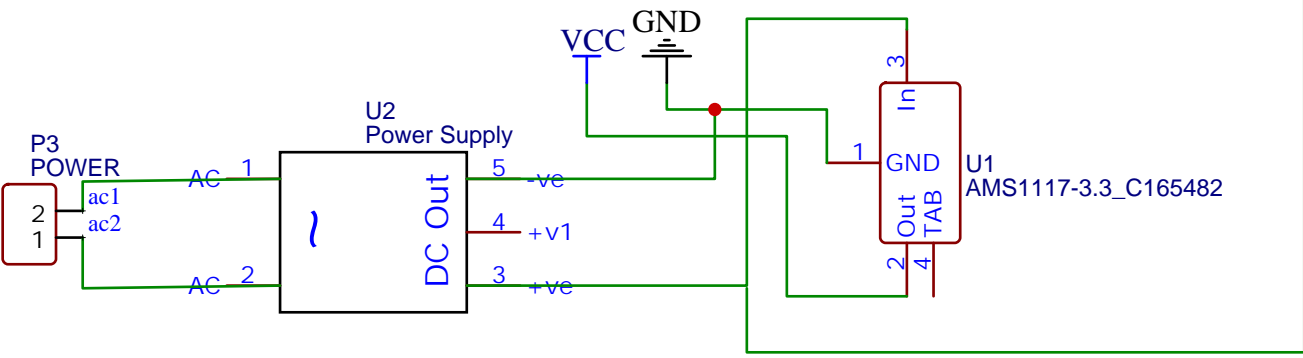 GND
VCC
3
In
U2
Power Supply
P3
POWER
AC 1
5 -ve
1 GND
U1
AMS1117-3.3_C165482
ac1
2
ac2
1
~
DC Out
4 +v1
Out
TAB
2
4
AC 2
3 +ve